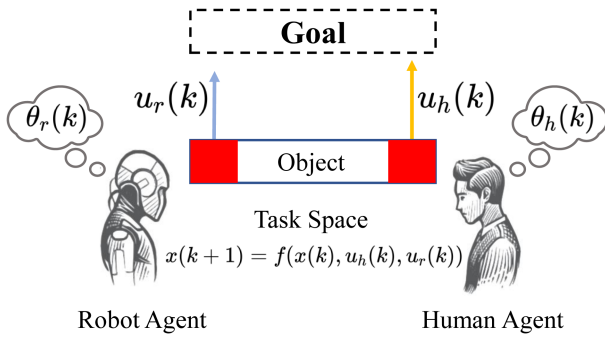 Goal
u_r(k)
u_h(k)
θ_r(k)
θ_h(k)
Object
Task Space
x(k + 1) = f(x(k), u_h(k), u_r(k))
Robot Agent
Human Agent